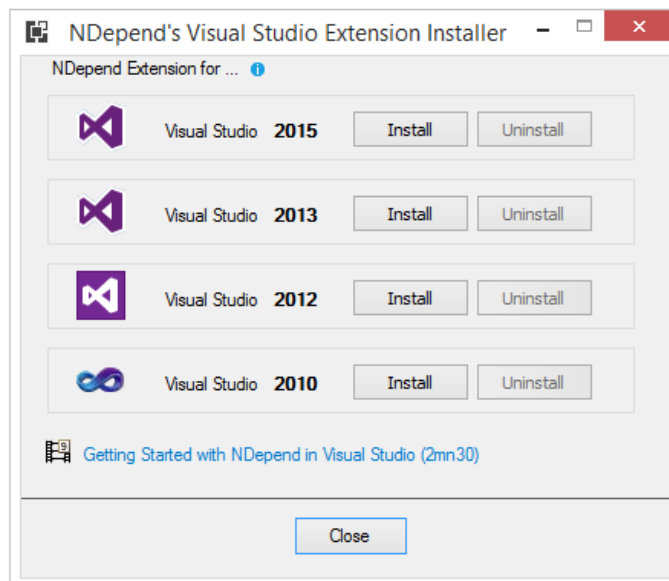 NDepend's Visual Studio Extension Installer
NDepend Extension for ...
Visual Studio 2015 Install Uninstall
Visual Studio 2013 Install Uninstall
Visual Studio 2012 Install Uninstall
Visual Studio 2010 Install Uninstall
9
Getting Started with NDepend in Visual Studio (2mn30)
Close